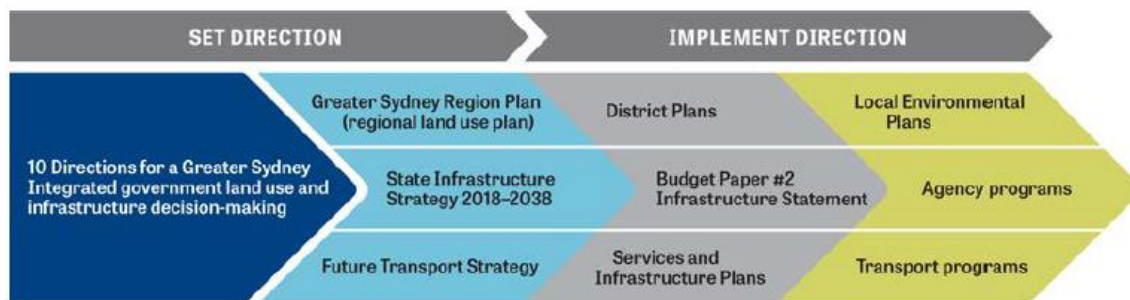 SET DIRECTION
IMPLEMENT DIRECTION
10 Directions for a Greater Sydney
Integrated government land use and
infrastructure decision-making
Greater Sydney Region Plan
(regional land use plan)
District Plans
Local Environmental
Plans
State Infrastructure
Strategy 2018–2038
Budget Paper #2
Infrastructure Statement
Agency programs
Future Transport Strategy
Services and
Infrastructure Plans
Transport programs